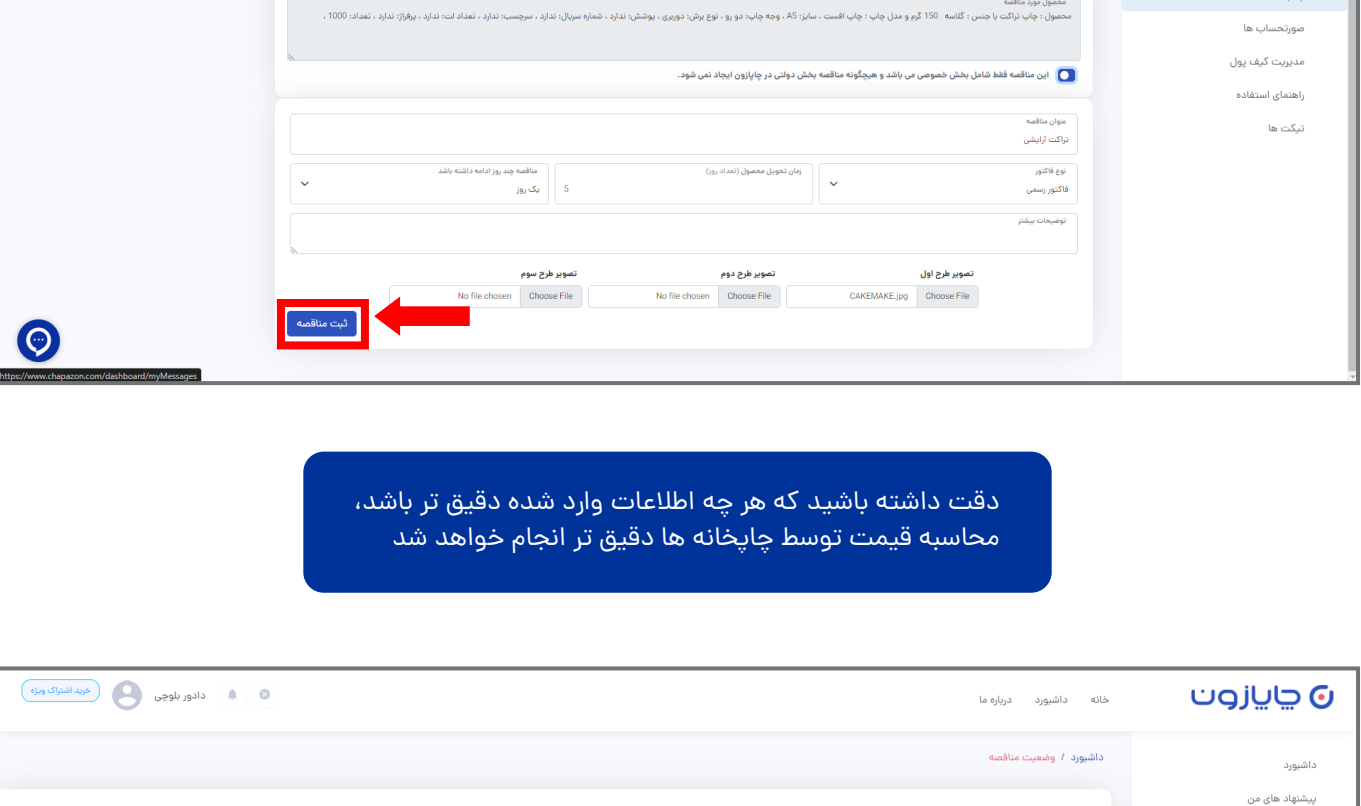 محصول مورد مناقصه
محصول : چاپ تراکت با جنس : گلاسه 150 گرم و مدل چاپ : چاپ افست ، سایز: A5 ، وجه چاپ: دو رو ، نوع برش: دوربری ، پوشش: ندارد ، شماره سریال: ندارد ، سرچسب: ندارد ، تعداد لت: ندارد ، پرفراژ: ندارد ، تعداد: 1000 ،
این مناقصه فقط شامل بخش خصوصی می باشد و هیچگونه مناقصه بخش دولتی در چاپازون ایجاد نمی شود.
صورتحساب ها
مدیریت کیف پول
راهنمای استفاده
تیکت ها
عنوان مناقصه
تراکت آرایشی
نوع فاکتور
فاکتور رسمی
زمان تحویل محصول (تعداد روز)
5
مناقصه چند روز ادامه داشته باشد
یک روز
توضیحات بیشتر
تصویر طرح اول
تصویر طرح دوم
تصویر طرح سوم
Choose File CAKEMAKE.jpg
Choose File No file chosen
Choose File No file chosen
ثبت مناقصه
https://www.chapazon.com/dashboard/myMessages
دقت داشته باشید که هر چه اطلاعات وارد شده دقیق تر باشد،
محاسبه قیمت توسط چاپخانه ها دقیق تر انجام خواهد شد
چاپازون
خانه داشبورد درباره ما
دادور بلوچی
خرید اشتراک ویژه
داشبورد / وضعیت مناقصه
داشبورد
پیشنهاد های من